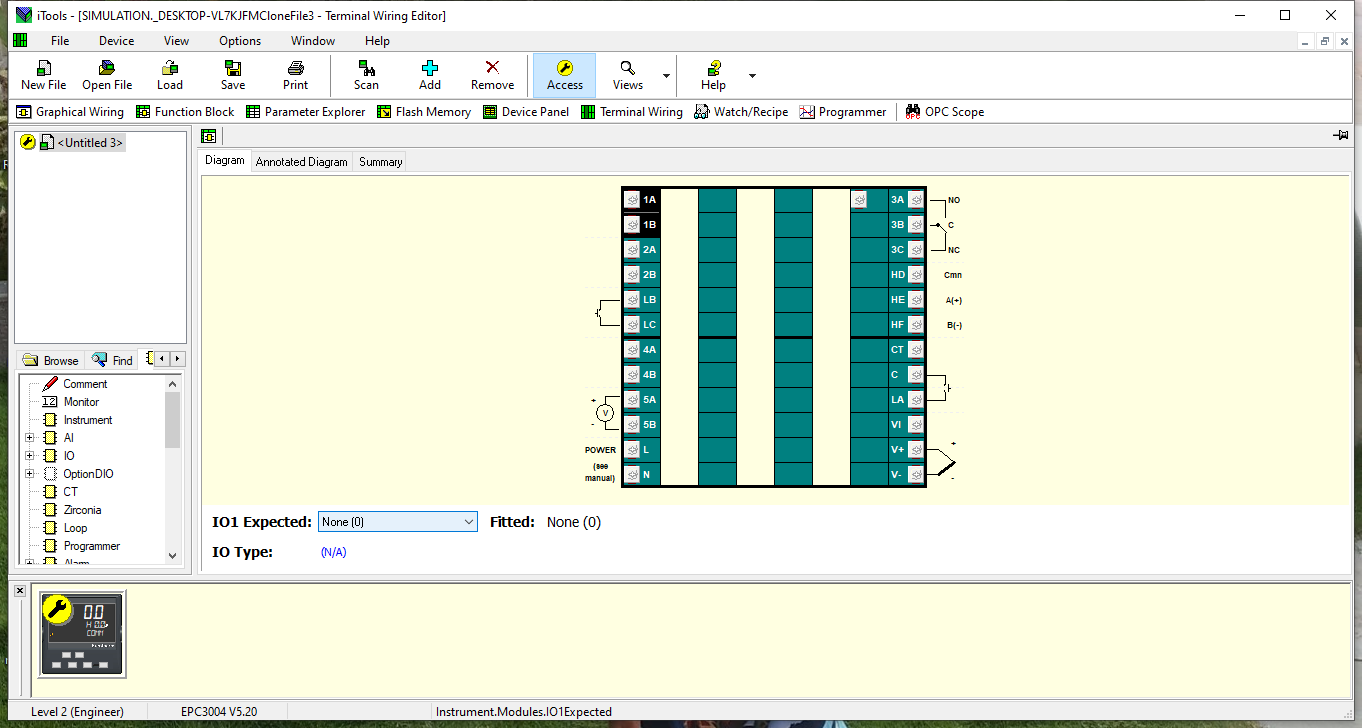 iTools - [SIMULATION._DESKTOP-VL7KJFMCloneFile3 - Terminal Wiring Editor]
File Device View Options Window Help
New File Open File Load Save Print Scan Add Remove Access Views Help
Graphical Wiring Function Block Parameter Explorer Flash Memory Device Panel Terminal Wiring Watch/Recipe Programmer OPC Scope
<Untitled 3>
Diagram Annotated Diagram Summary
1A 3A NO
1B 3B C
2A 3C NC
2B HD Cmn
LB HE A(+)
LC HF B(-)
4A CT
4B C
+ 5A LA
V
- 5B VI
POWER L V+ +
(see manual) N V- -
IO1 Expected: None (0) Fitted: None (0)
IO Type: (N/A)
Browse Find
Comment
12 Monitor
Instrument
AI
IO
OptionDIO
CT
Zirconia
Loop
Programmer
Alarm
0.0
H 0.0
COMM
Level 2 (Engineer) EPC3004 V5.20 Instrument.Modules.IO1Expected